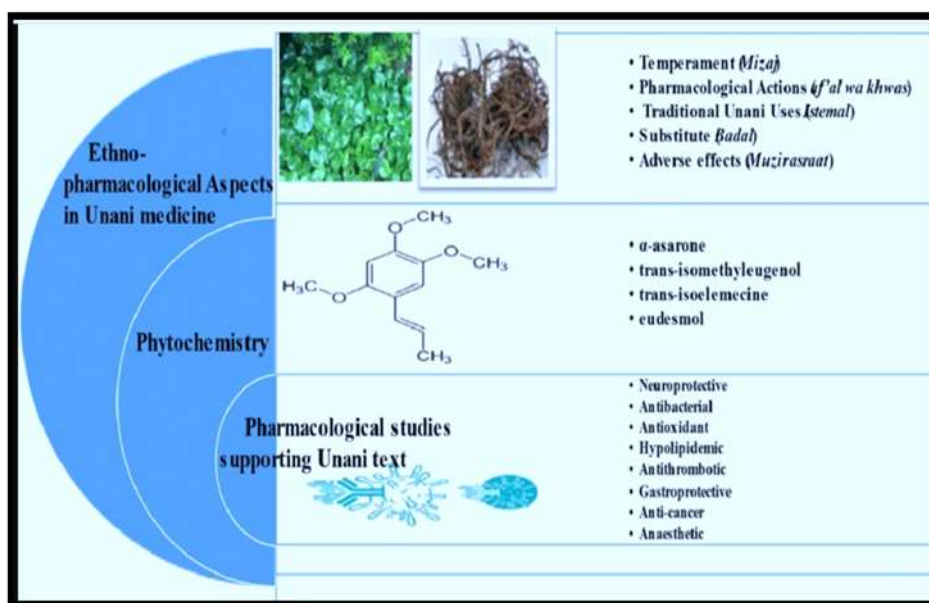 Ethno-
pharmacological Aspects
in Unani medicine
• Temperament (Mizaj)
• Pharmacological Actions (af'al wa khwas)
• Traditional Unani Uses (Istemal)
• Substitute (Badal)
• Adverse effects (Muzirasraat)
Phytochemistry
CH₃
O
O
CH₃
H₃C
O
CH₃
• α-asarone
• trans-isomethyleugenol
• trans-isoelemecine
• eudesmol
Pharmacological studies
supporting Unani text
• Neuroprotective
• Antibacterial
• Antioxidant
• Hypolipidemic
• Antithrombotic
• Gastroprotective
• Anti-cancer
• Anaesthetic